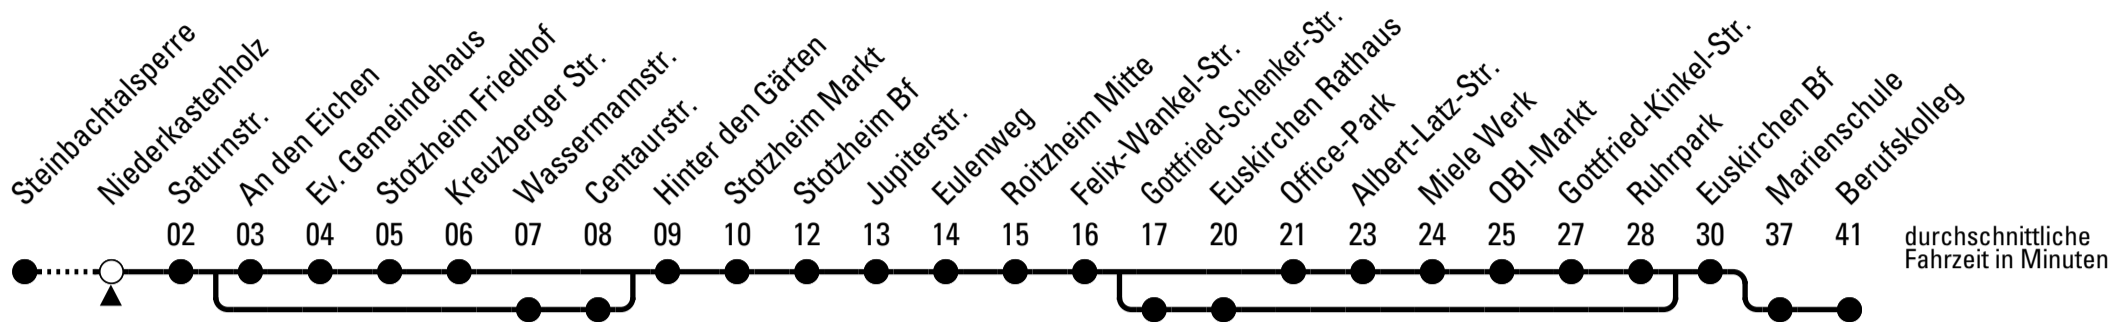 Steinbachtalsperre
Niederkastenholz
Saturnstr.
An den Eichen
Ev. Gemeindehaus
Stotzheim Friedhof
Kreuzberger Str.
Wassermannstr.
Centaurstr.
Hinter den Gärten
Stotzheim Markt
Stotzheim Bf
Jupiterstr.
Eulenweg
Roitzheim Mitte
Felix-Wankel-Str.
Gottfried-Schenker-Str.
Euskirchen Rathaus
Office-Park
Albert-Latz-Str.
Miele Werk
OBI-Markt
Gottfried-Kinkel-Str.
Ruhrpark
Euskirchen Bf
Marienschule
Berufskolleg
02 03 04 05 06 07 08 09 10 12 13 14 15 16 17 20 21 23 24 25 27 28 30 37 41
durchschnittliche
Fahrzeit in Minuten